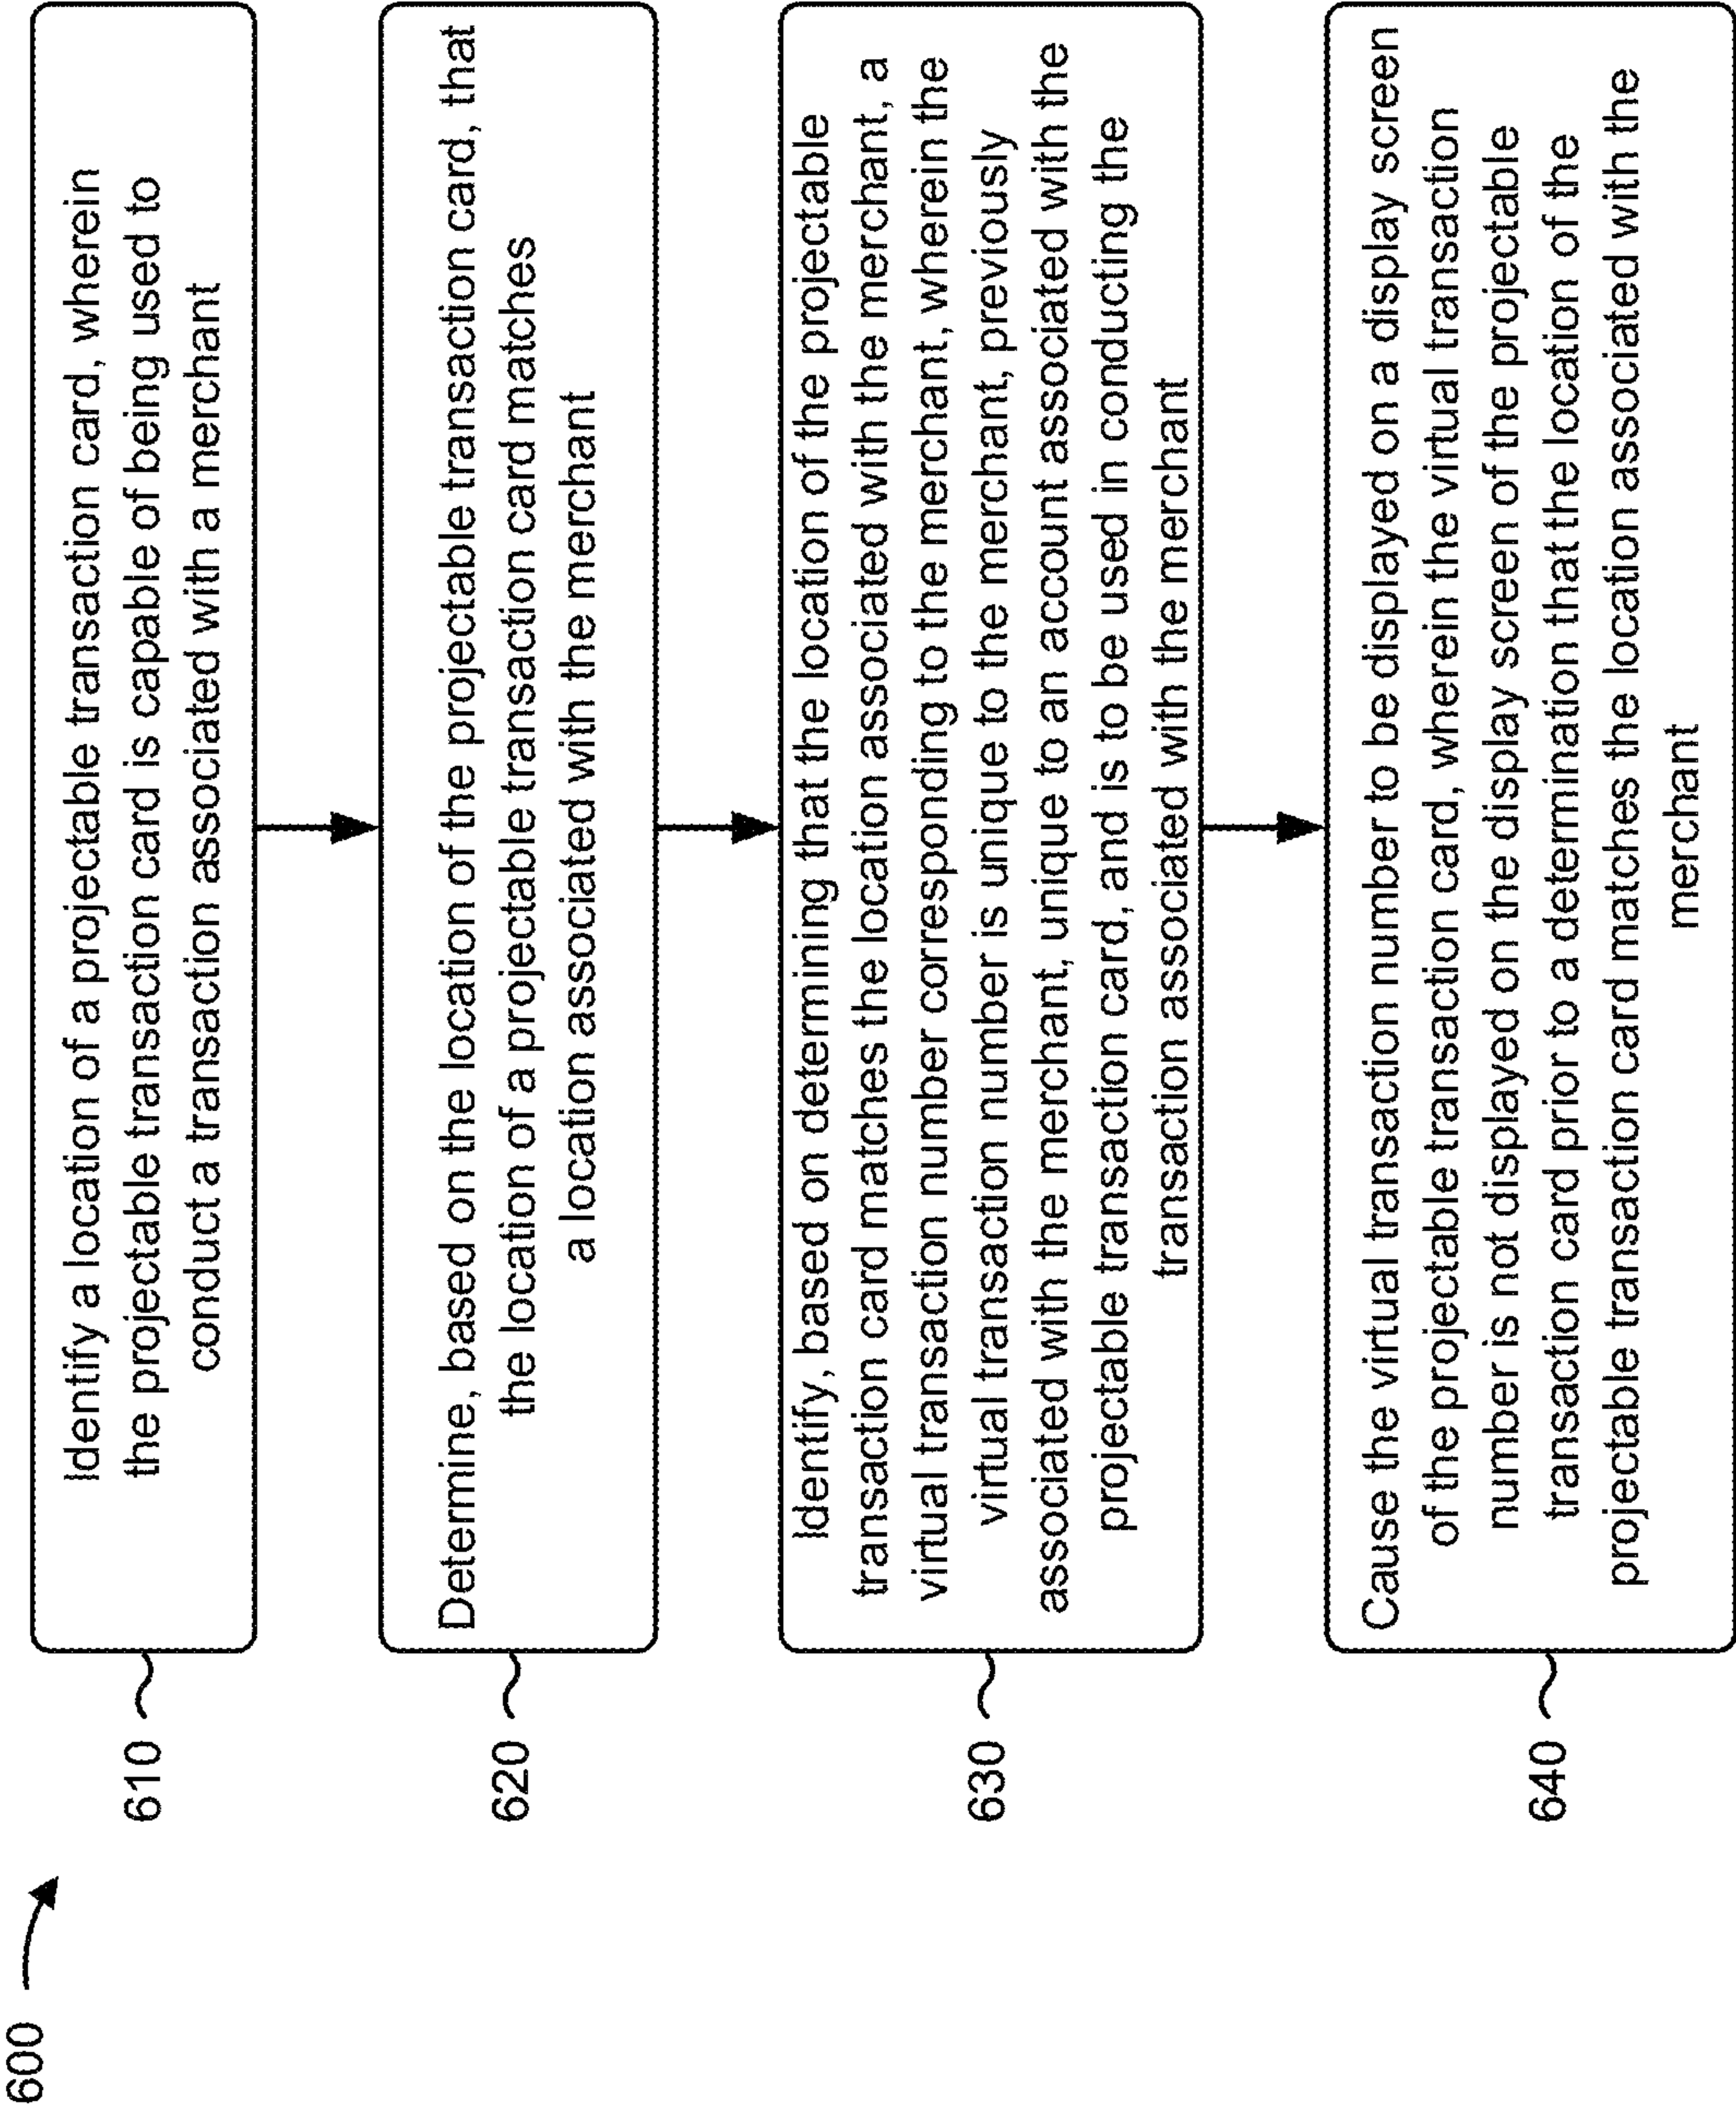 600
610
Identify a location of a projectable transaction card, wherein
the projectable transaction card is capable of being used to
conduct a transaction associated with a merchant
620
Determine, based on the location of the projectable transaction card, that
the location of a projectable transaction card matches
a location associated with the merchant
630
Identify, based on determining that the location of the projectable
transaction card matches the location associated with the merchant, a
virtual transaction number corresponding to the merchant, wherein the
virtual transaction number is unique to the merchant, previously
associated with the merchant, unique to an account associated with the
projectable transaction card, and is to be used in conducting the
transaction associated with the merchant
640
Cause the virtual transaction number to be displayed on a display screen
of the projectable transaction card, wherein the virtual transaction
number is not displayed on the display screen of the projectable
transaction card prior to a determination that the location of the
projectable transaction card matches the location associated with the
merchant